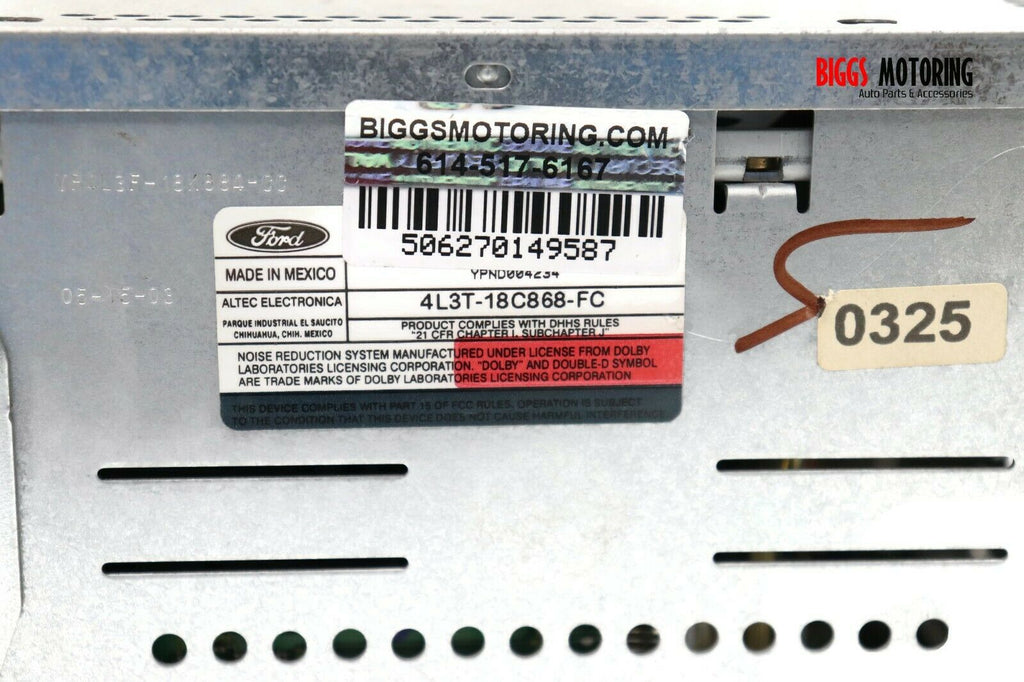 BIGGS MOTORING
Auto Parts & Accessories
BIGGSMOTORING.COM
614-517-6167
506270149587
Ford
YPND004234
MADE IN MEXICO
ALTEC ELECTRONICA
4L3T-18C868-FC
PARQUE INDUSTRIAL EL SAUCITO
CHIHUAHUA, CHIH. MEXICO
PRODUCT COMPLIES WITH DHHS RULES
"21 CFR CHAPTER I, SUBCHAPTER J"
NOISE REDUCTION SYSTEM MANUFACTURED UNDER LICENSE FROM DOLBY
LABORATORIES LICENSING CORPORATION. "DOLBY" AND DOUBLE-D SYMBOL
ARE TRADE MARKS OF DOLBY LABORATORIES LICENSING CORPORATION
THIS DEVICE COMPLIES WITH PART 15 OF FCC RULES. OPERATION IS SUBJECT
TO THE CONDITION THAT THIS DEVICE DOES NOT CAUSE HARMFUL INTERFERENCE
05-15-03
0325